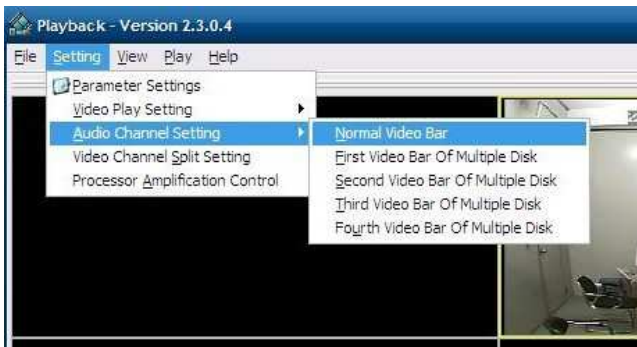 Playback - Version 2.3.0.4
File Setting View Play Help
Parameter Settings
Video Play Setting
Audio Channel Setting
Video Channel Split Setting
Processor Amplification Control
Normal Video Bar
First Video Bar Of Multiple Disk
Second Video Bar Of Multiple Disk
Third Video Bar Of Multiple Disk
Fourth Video Bar Of Multiple Disk